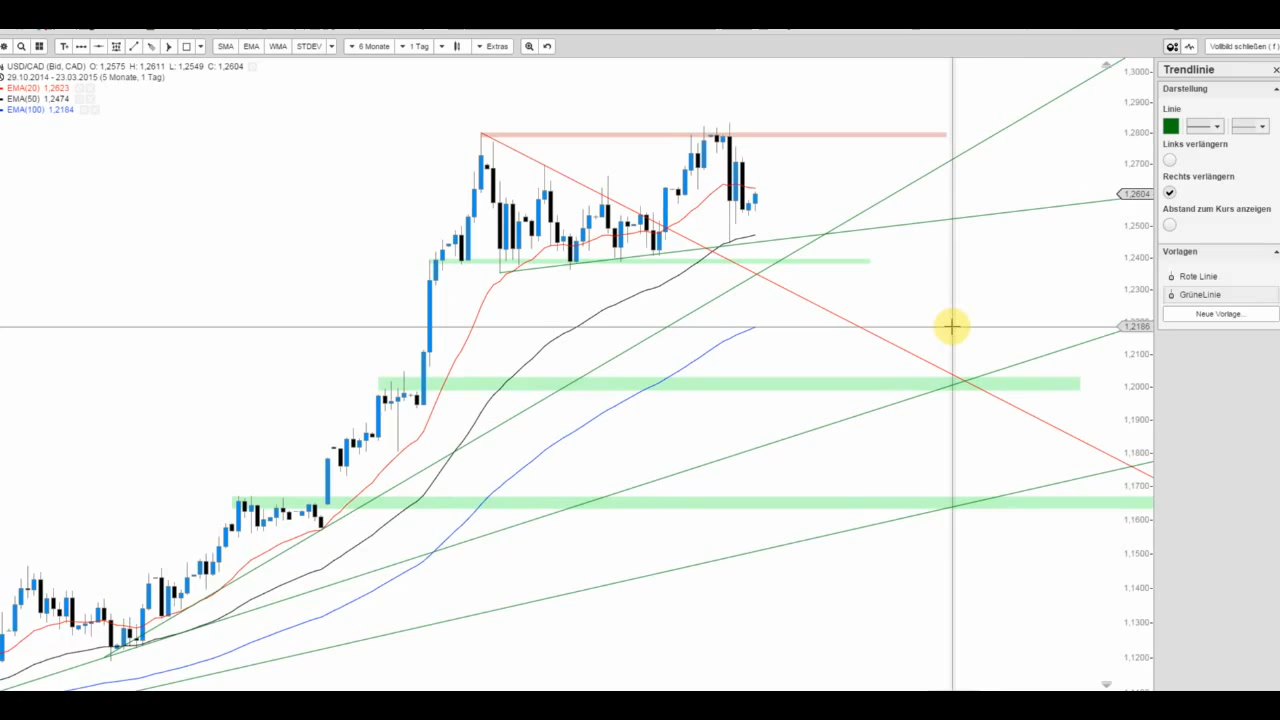 T
SMA EMA WMA STDEV 6 Monate 1 Tag Extras Vollbild schließen ( f )
USD/CAD (Bid, CAD) O: 1,2575 H: 1,2611 L: 1,2549 C: 1,2604
29.10.2014 - 23.03.2015 (5 Monate, 1 Tag)
EMA(20) 1,2623
EMA(50) 1,2474
EMA(100) 1,2184
1,3000
1,2900
1,2800
1,2700
1,2604
1,2500
1,2400
1,2300
1,2186
1,2100
1,2000
1,1900
1,1800
1,1700
1,1600
1,1500
1,1400
1,1300
1,1200
Trendlinie
Darstellung
Linie
Links verlängern
Rechts verlängern
Abstand zum Kurs anzeigen
Vorlagen
Rote Linie
GrüneLinie
Neue Vorlage...